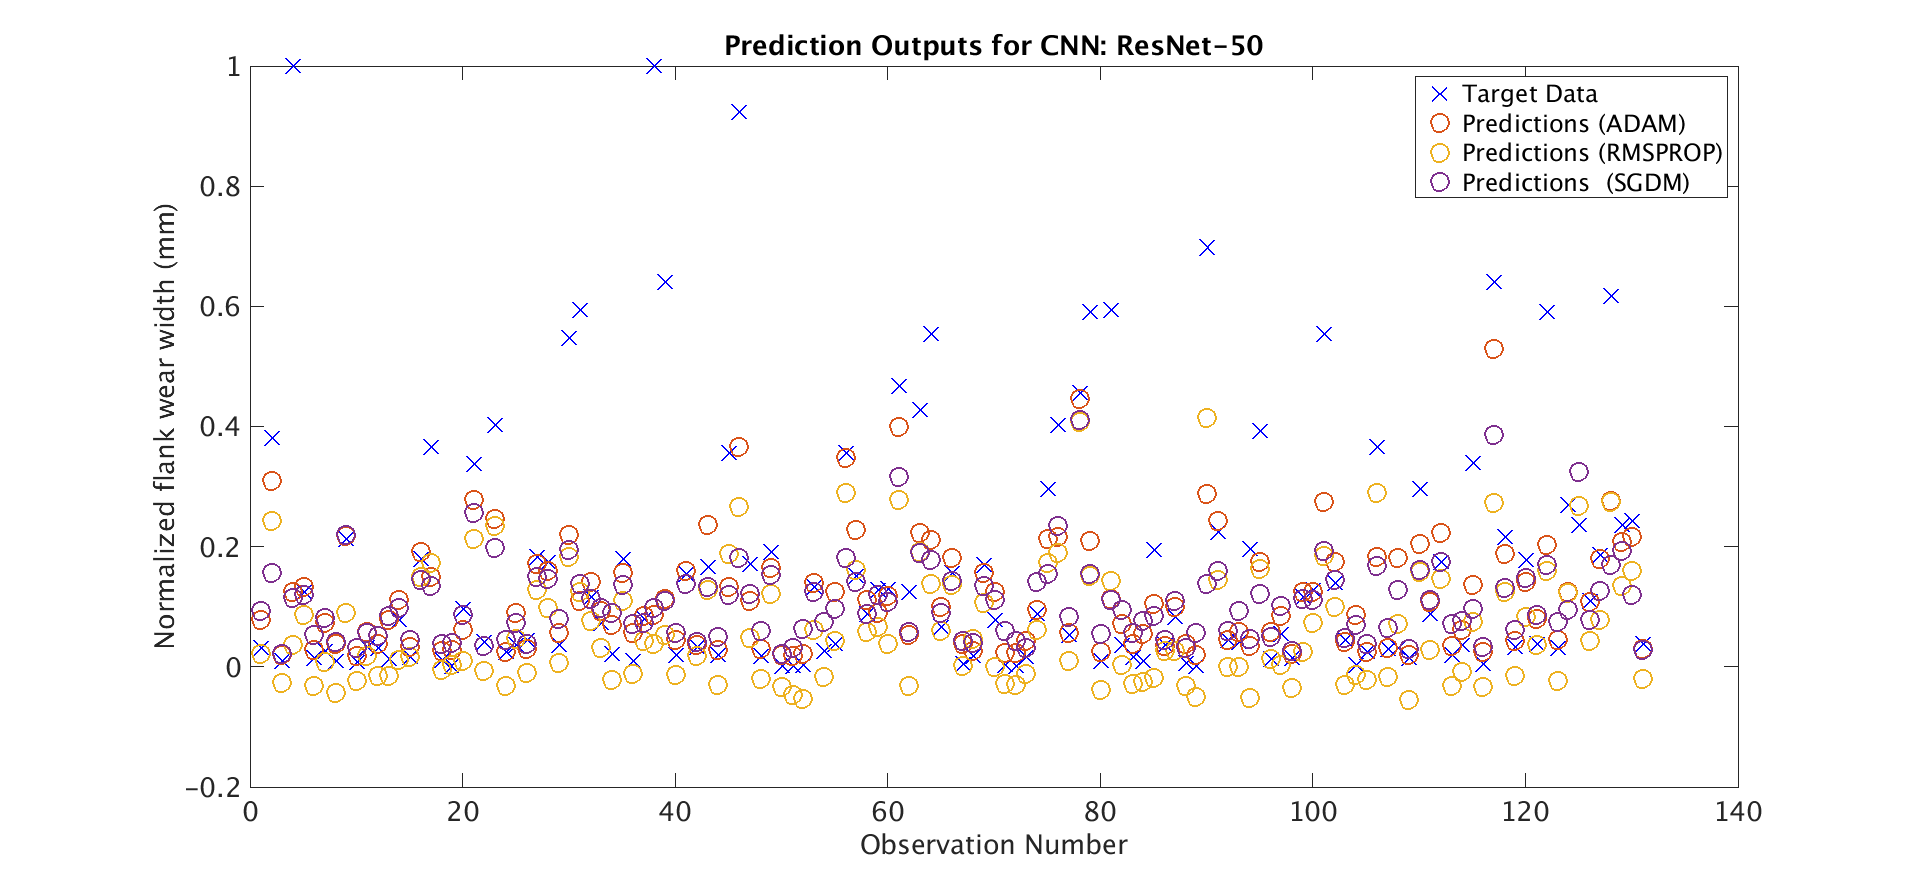 Prediction Outputs for CNN: ResNet-50
1
0.8
0.6
0.4
0.2
0
-0.2
Normalized flank wear width (mm)
Target Data
Predictions (ADAM)
Predictions (RMSPROP)
Predictions (SGDM)
0 20 40 60 80 100 120 140
Observation Number